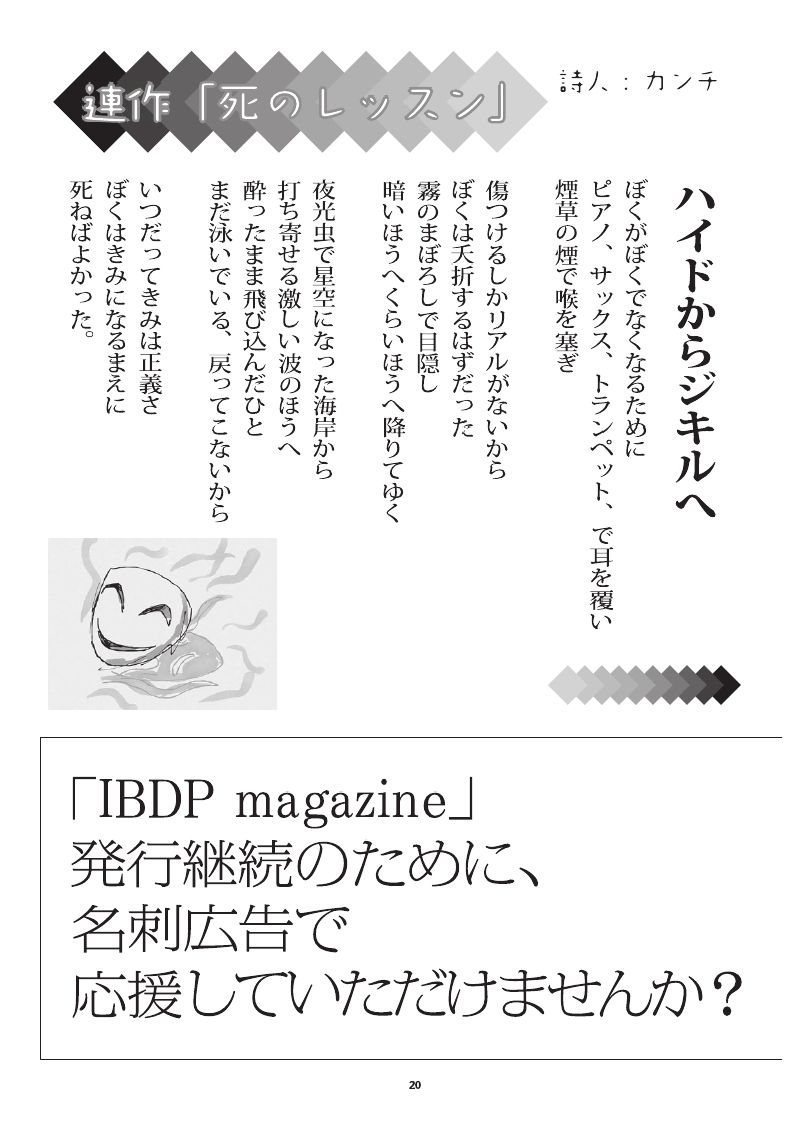 連作「死のレッスン」
詩人：カンチ
ハイドからジキルへ
ぼくがぼくでなくなるために
ピアノ、サックス、トランペット、で耳を覆い
煙草の煙で喉を塞ぎ
傷つけるしかリアルがないから
ぼくは夭折するはずだった
霧のまぼろしで目隠し
暗いほうへくらいほうへ降りてゆく
夜光虫で星空になった海岸から
打ち寄せる激しい波のほうへ
酔ったまま飛び込んだひと
まだ泳いでいる、戻ってこないから
いつだってきみは正義さ
ぼくはきみになるまえに
死ねばよかった。
「IBDP magazine」
発行継続のために、
名刺広告で
応援していただけませんか？
20